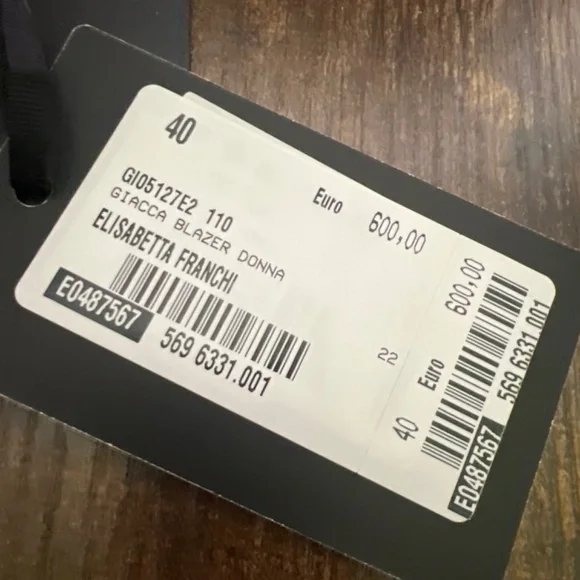 40
GI05127E2 110
GIACCA BLAZER DONNA
ELISABETTA FRANCHI
Euro 600,00
E0487567
569 6331.001
22
40 Euro 600,00
E0487567 569 6331.001